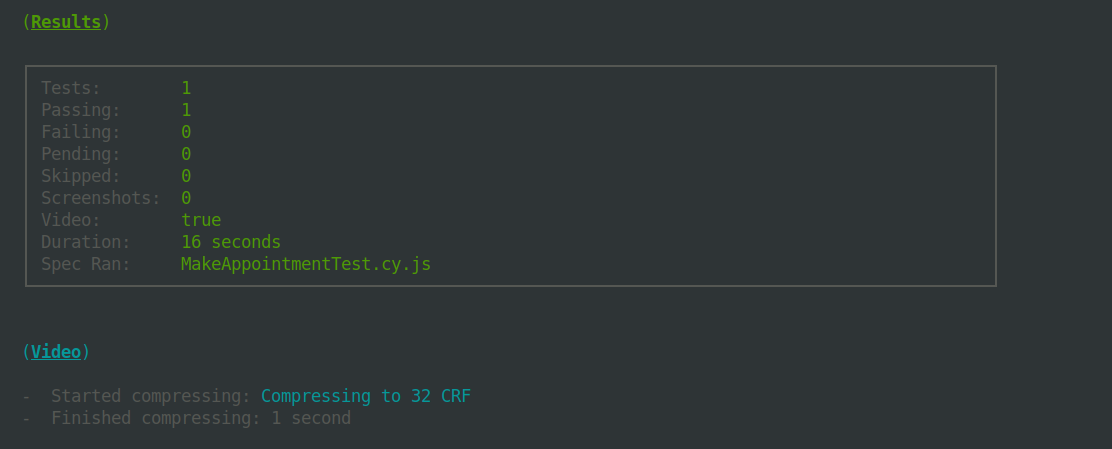 (Results)
Tests: 1
Passing: 1
Failing: 0
Pending: 0
Skipped: 0
Screenshots: 0
Video: true
Duration: 16 seconds
Spec Ran: MakeAppointmentTest.cy.js
(Video)
- Started compressing: Compressing to 32 CRF
- Finished compressing: 1 second